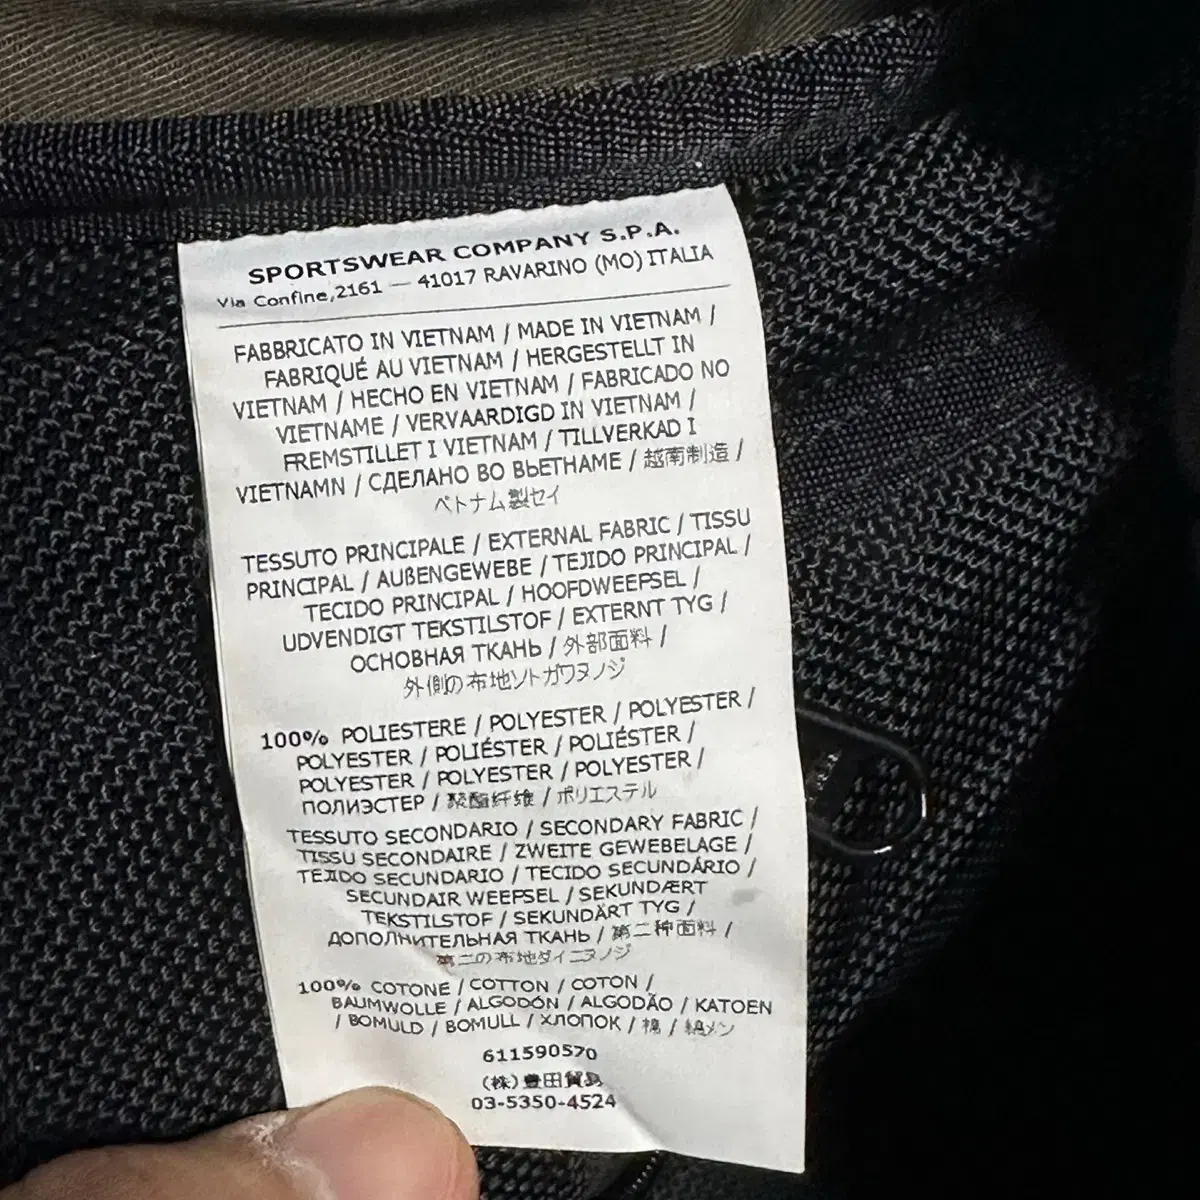 SPORTSWEAR COMPANY S.P.A.
Via Confine,2161 — 41017 RAVARINO (MO) ITALIA
FABBRICATO IN VIETNAM / MADE IN VIETNAM /
FABRIQUÉ AU VIETNAM / HERGESTELLT IN
VIETNAM / HECHO EN VIETNAM / FABRICADO NO
VIETNAME / VERVAARDIGD IN VIETNAM /
FREMSTILLET I VIETNAM / TILLVERKAD I
VIETNAMN / СДЕЛАНО ВО ВЬЕТНАМЕ / 越南制造 /
ベトナム製セイ
TESSUTO PRINCIPALE / EXTERNAL FABRIC / TISSU
PRINCIPAL / AUßENGEWEBE / TEJIDO PRINCIPAL /
TECIDO PRINCIPAL / HOOFDWEEFSEL /
UDVENDIGT TEKSTILSTOF / EXTERNT TYG /
ОСНОВНАЯ ТКАНЬ / 外部面料 /
外側の布地ソトガワヌノジ
100% POLIESTERE / POLYESTER / POLYESTER /
POLYESTER / POLIÉSTER / POLIÉSTER /
POLYESTER / POLYESTER / POLYESTER /
ПОЛИЭСТЕР / 聚酯纤维 / ポリエステル
TESSUTO SECONDARIO / SECONDARY FABRIC /
TISSU SECONDAIRE / ZWEITE GEWEBELAGE /
TEJIDO SECUNDARIO / TECIDO SECUNDÁRIO /
SECUNDAIR WEEFSEL / SEKUNDÆRT
TEKSTILSTOF / SEKUNDÄRT TYG /
ДОПОЛНИТЕЛЬНАЯ ТКАНЬ / 第二种面料 /
第二の布地ダイニヌノジ
100% COTONE / COTTON / COTON /
BAUMWOLLE / ALGODÓN / ALGODÃO / KATOEN
/ BOMULD / BOMULL / ХЛОПОК / 棉 / 綿メン
611590570
(株)豊田貿易
03-5350-4524